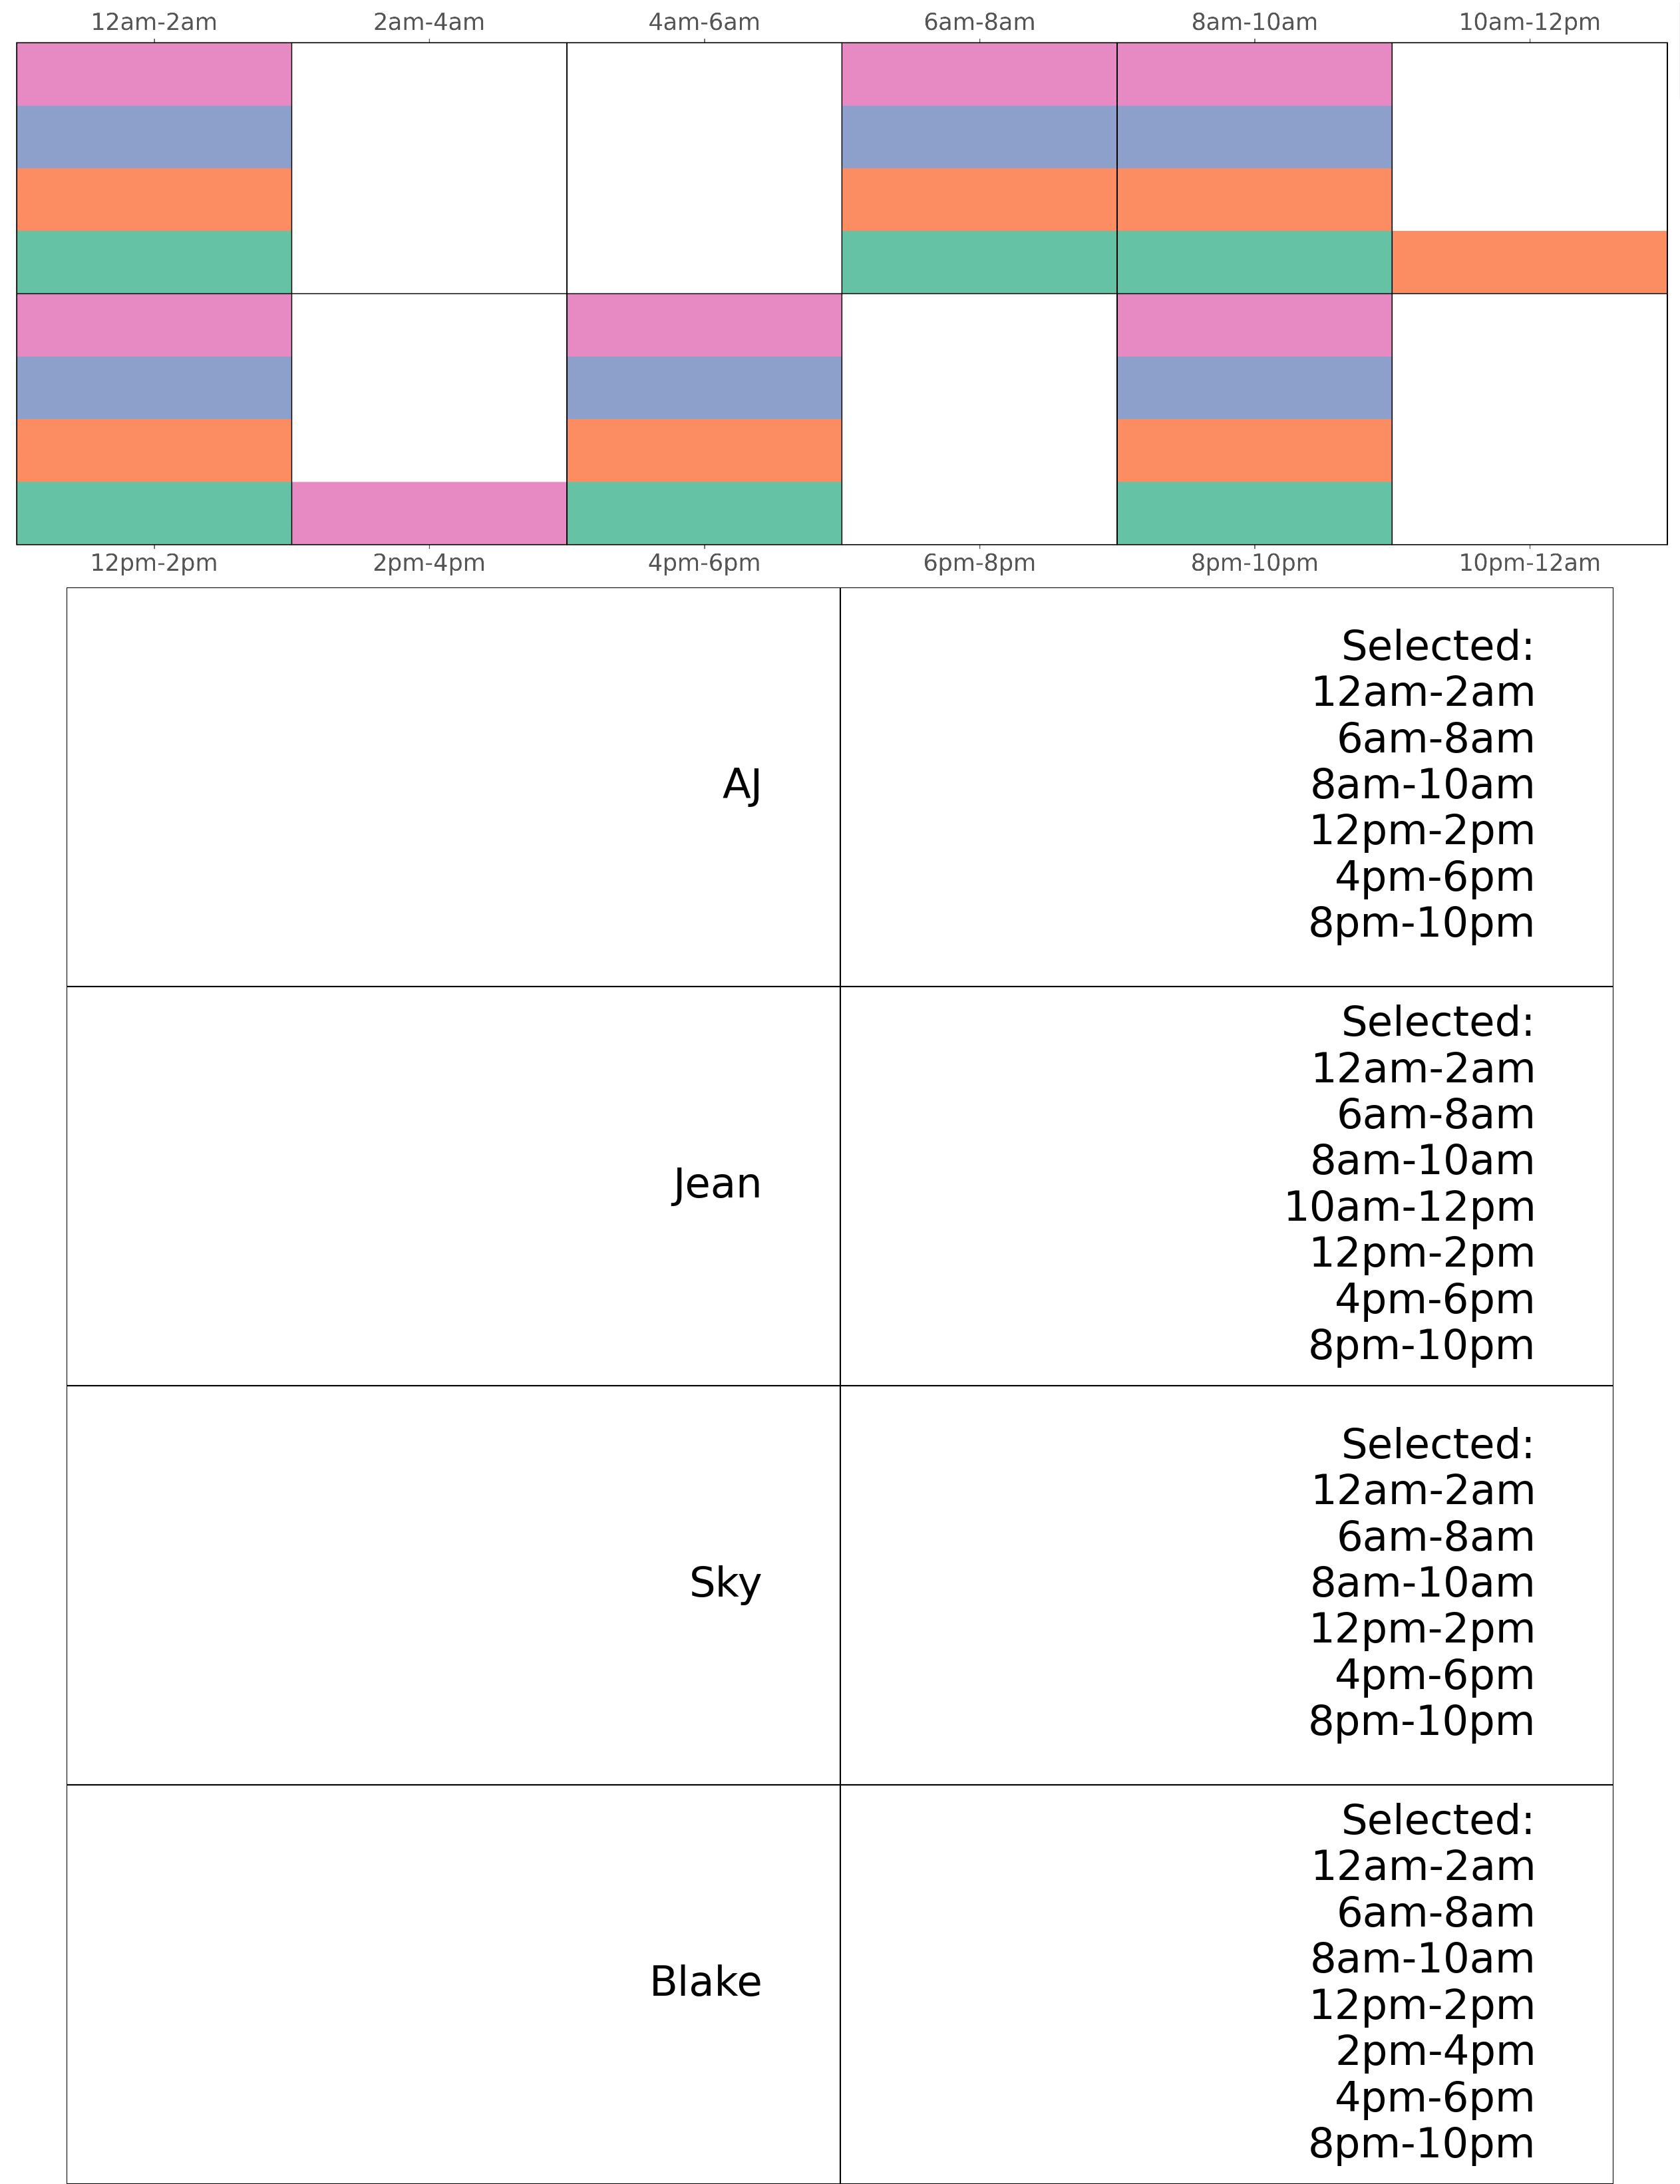 12am-2am 2am-4am 4am-6am 6am-8am 8am-10am 10am-12pm
12pm-2pm 2pm-4pm 4pm-6pm 6pm-8pm 8pm-10pm 10pm-12am
AJ
Selected:
12am-2am
6am-8am
8am-10am
12pm-2pm
4pm-6pm
8pm-10pm
Jean
Selected:
12am-2am
6am-8am
8am-10am
10am-12pm
12pm-2pm
4pm-6pm
8pm-10pm
Sky
Selected:
12am-2am
6am-8am
8am-10am
12pm-2pm
4pm-6pm
8pm-10pm
Blake
Selected:
12am-2am
6am-8am
8am-10am
12pm-2pm
2pm-4pm
4pm-6pm
8pm-10pm